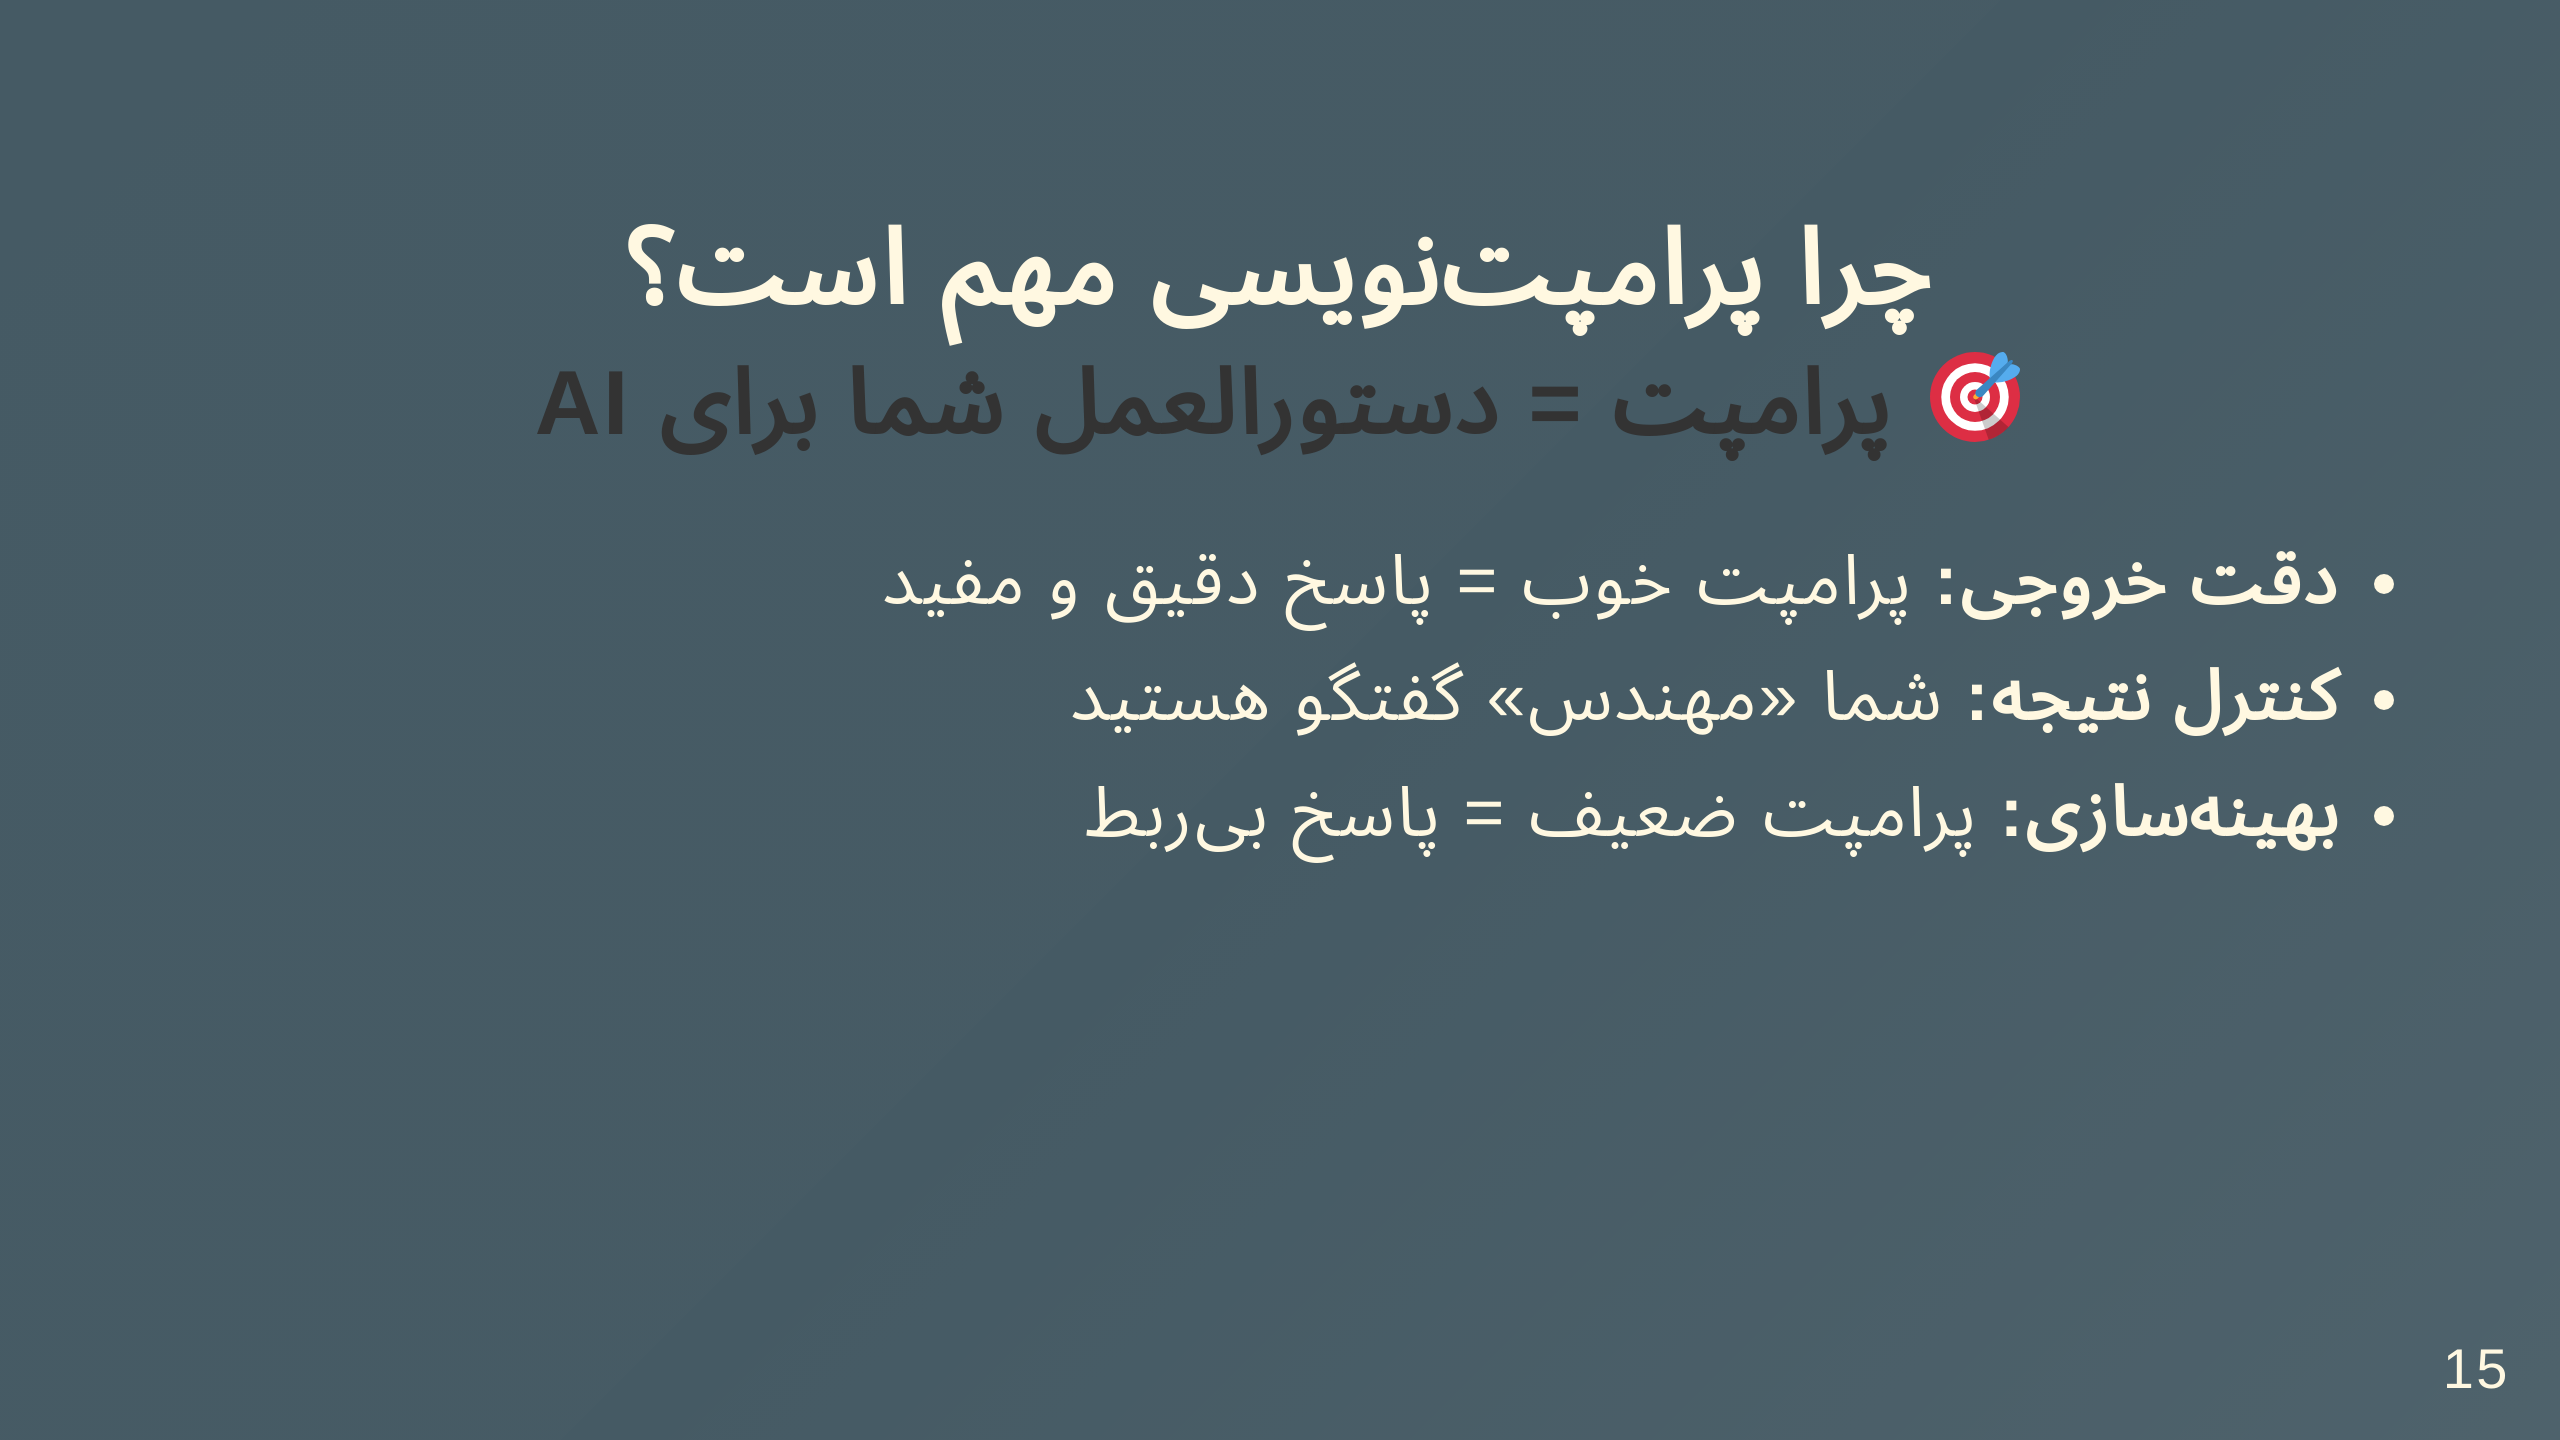 چرا پرامپت‌نویسی مهم است؟
🎯 پرامپت = دستورالعمل شما برای AI
• دقت خروجی: پرامپت خوب = پاسخ دقیق و مفید
• کنترل نتیجه: شما «مهندس» گفتگو هستید
• بهینه‌سازی: پرامپت ضعیف = پاسخ بی‌ربط
15